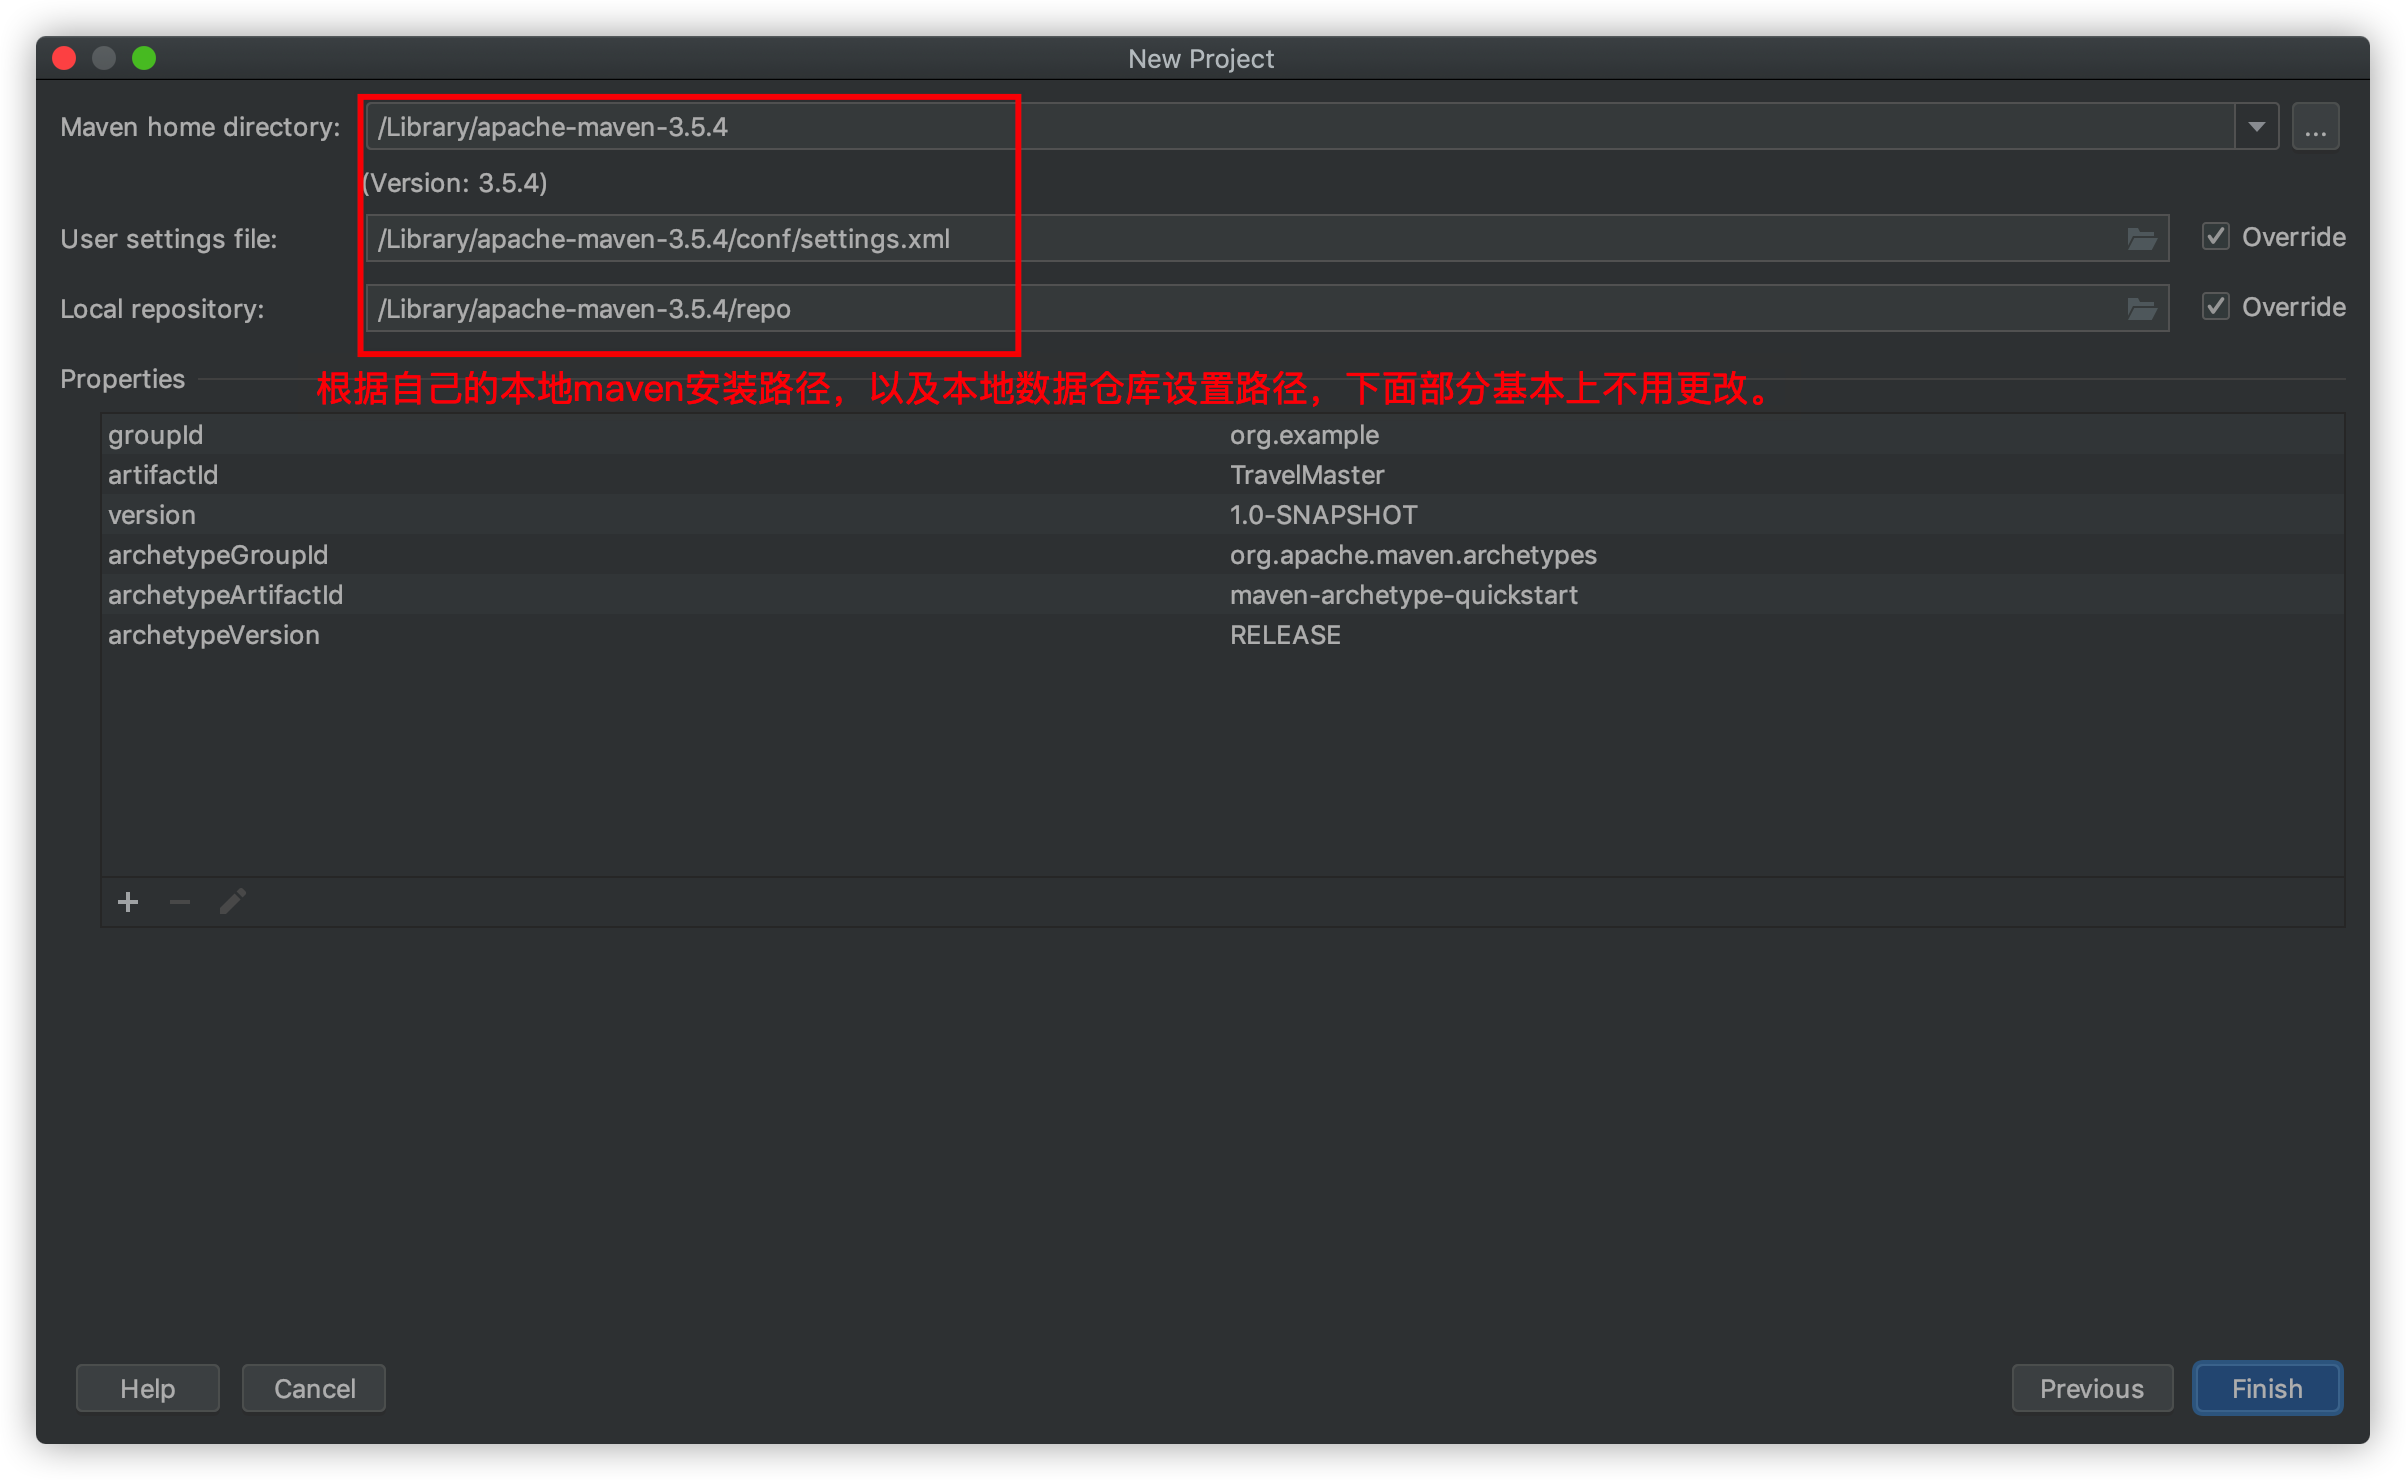 New Project
Maven home directory: /Library/apache-maven-3.5.4 ...
(Version: 3.5.4)
User settings file: /Library/apache-maven-3.5.4/conf/settings.xml Override
Local repository: /Library/apache-maven-3.5.4/repo Override
Properties
根据自己的本地maven安装路径，以及本地数据仓库设置路径，下面部分基本上不用更改。
groupId org.example
artifactId TravelMaster
version 1.0-SNAPSHOT
archetypeGroupId org.apache.maven.archetypes
archetypeArtifactId maven-archetype-quickstart
archetypeVersion RELEASE
Help Cancel Previous Finish